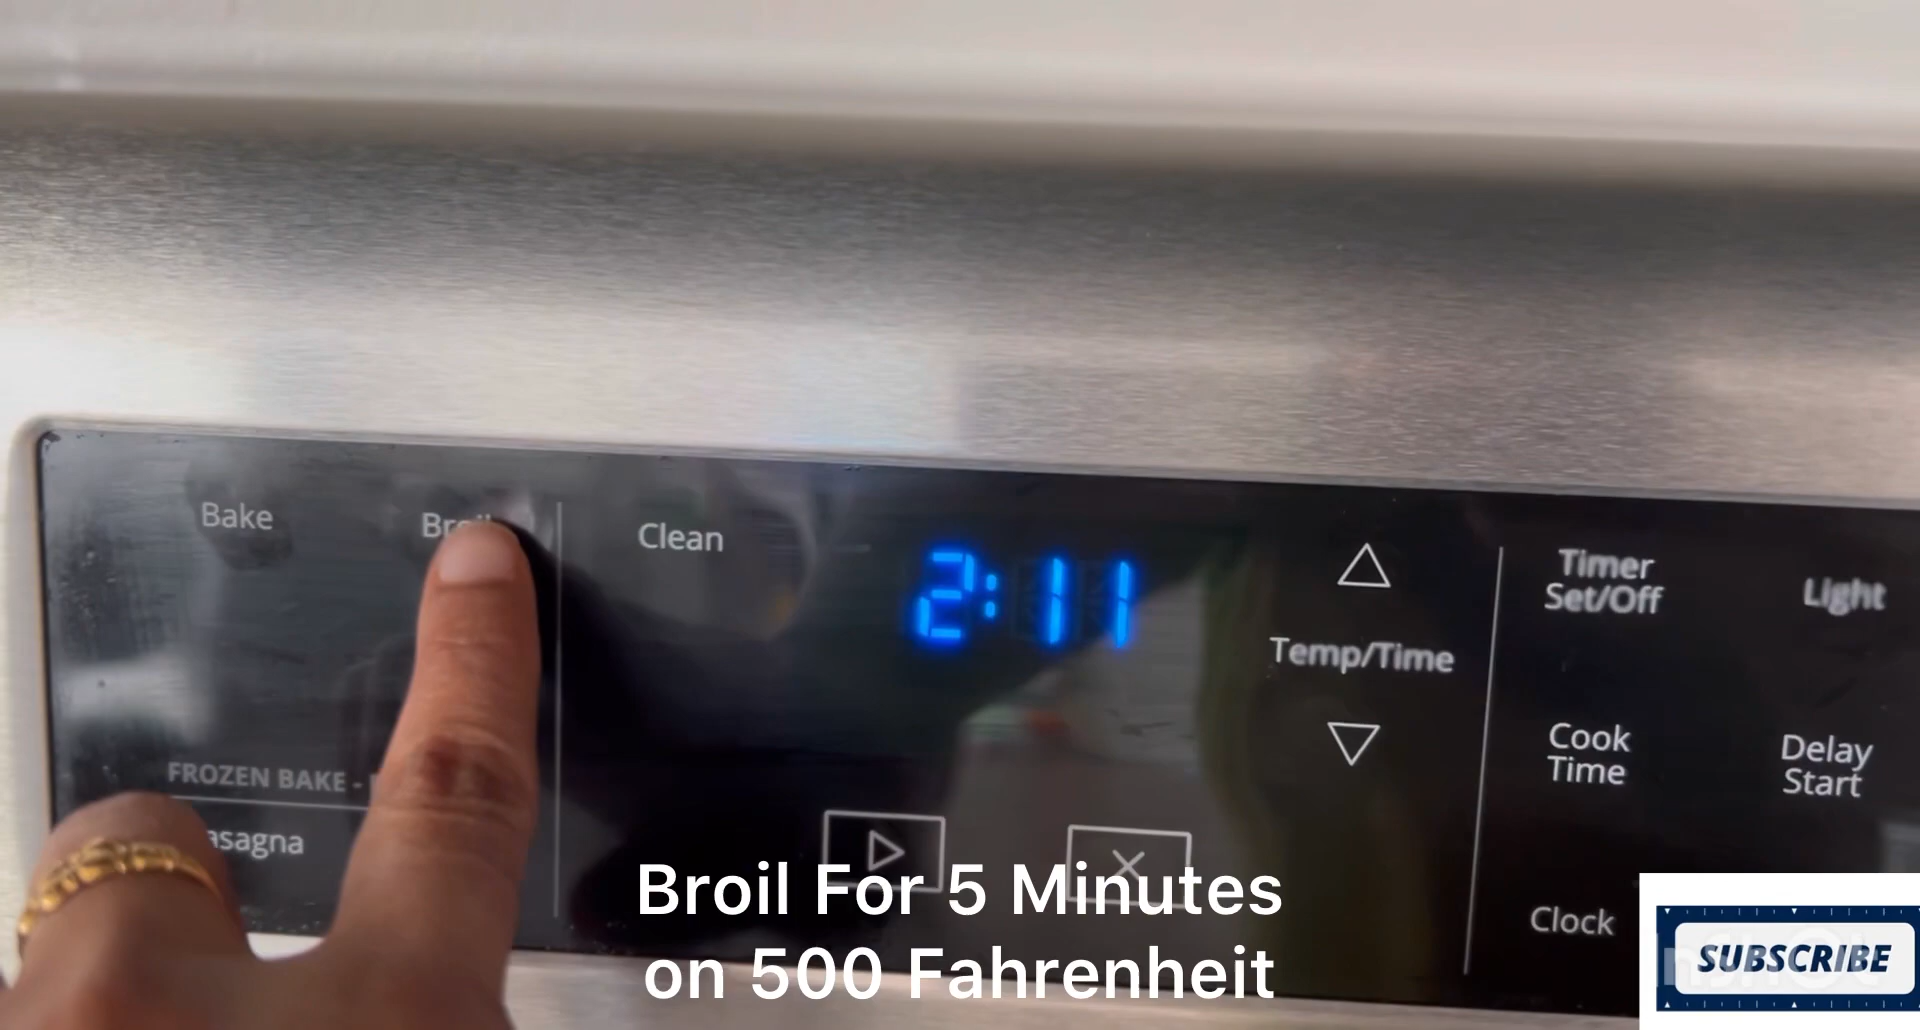 Bake
Clean
2:11
Temp/Time
Timer
Set/Off
Light
FROZEN BAKE -
Cook
Time
Delay
Start
Clock
Broil For 5 Minutes
on 500 Fahrenheit
SUBSCRIBE